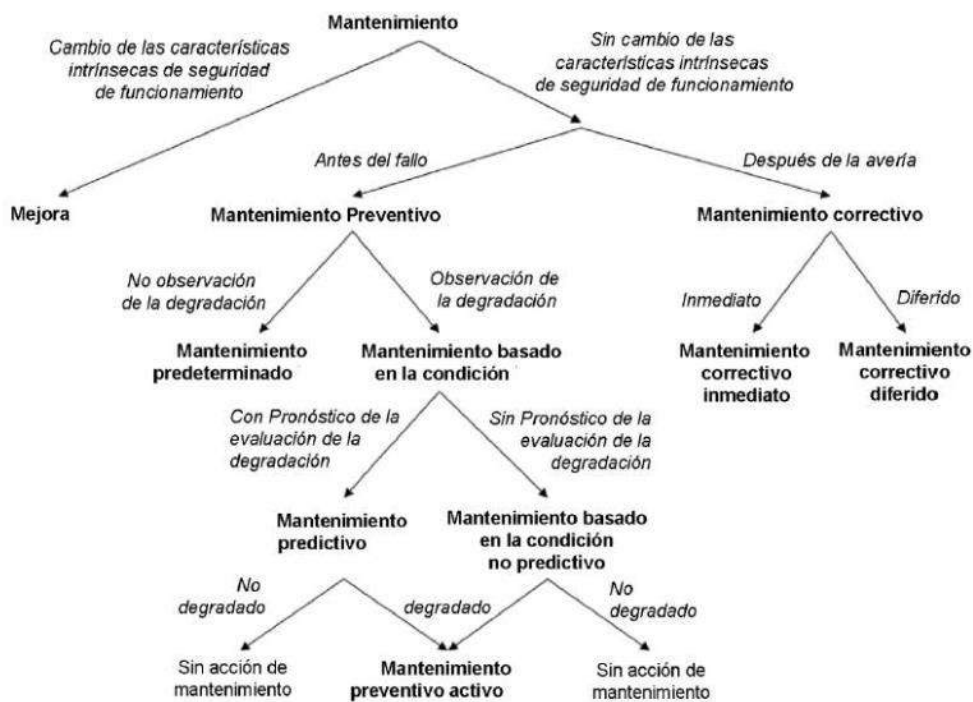 Mantenimiento
Cambio de las características
intrínsecas de seguridad
de funcionamiento
Sin cambio de las
características intrínsecas
de seguridad de funcionamiento
Antes del fallo
Después de la avería
Mejora
Mantenimiento Preventivo
Mantenimiento correctivo
No observación
de la degradación
Observación de
la degradación
Inmediato
Diferido
Mantenimiento
predeterminado
Mantenimiento basado
en la condición
Mantenimiento
correctivo
inmediato
Mantenimiento
correctivo
diferido
Con Pronóstico de la
evaluación de la
degradación
Sin Pronóstico de la
evaluación de la
degradación
Mantenimiento
predictivo
Mantenimiento basado
en la condición
no predictivo
No
degradado
degradado
No
degradado
Sin acción de
mantenimiento
Mantenimiento
preventivo activo
Sin acción de
mantenimiento